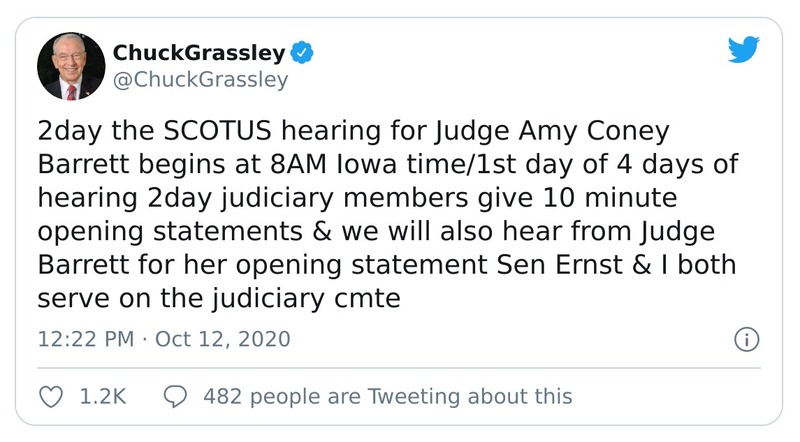 ChuckGrassley
@ChuckGrassley
2day the SCOTUS hearing for Judge Amy Coney
Barrett begins at 8AM Iowa time/1st day of 4 days of
hearing 2day judiciary members give 10 minute
opening statements & we will also hear from Judge
Barrett for her opening statement Sen Ernst & I both
serve on the judiciary cmte
12:22 PM · Oct 12, 2020
1.2K 482 people are Tweeting about this